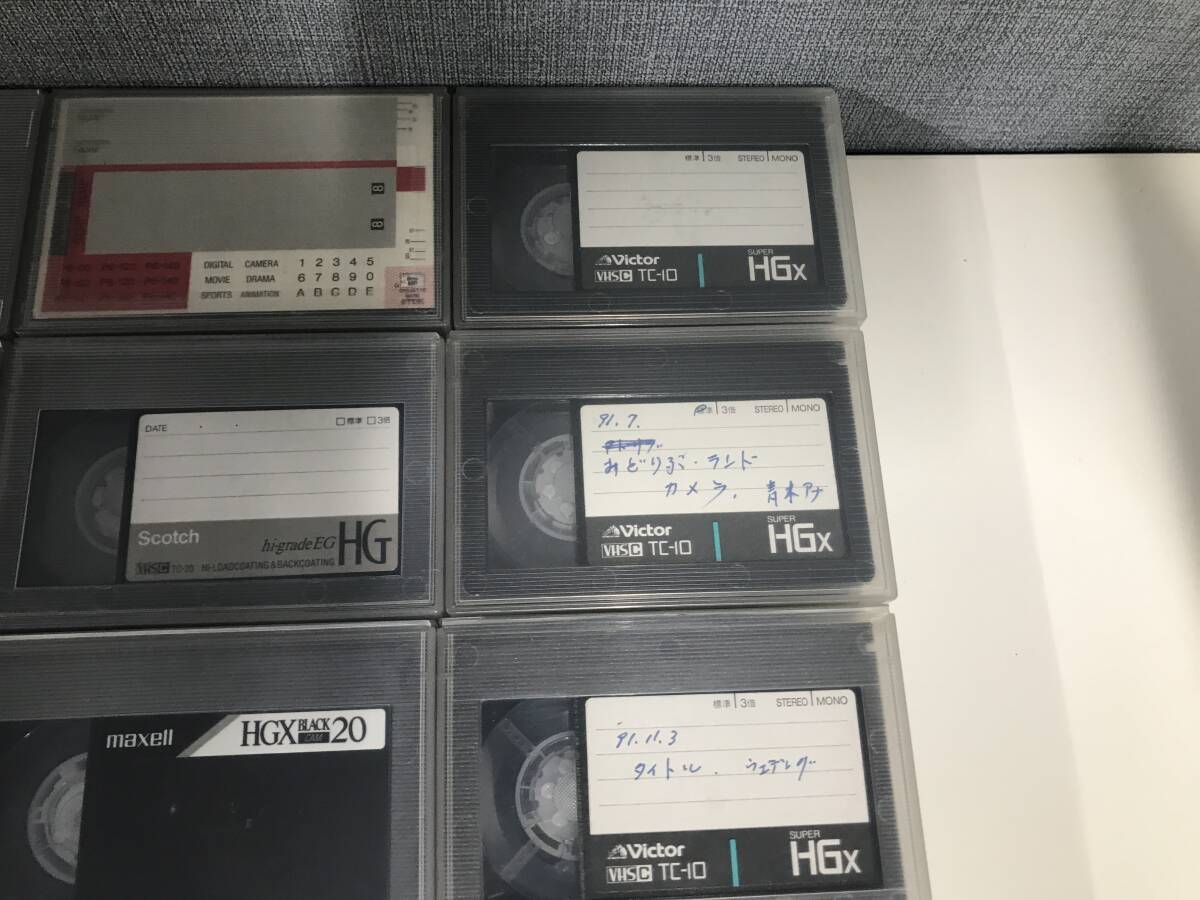 DIGITAL CAMERA 1 2 3 4 5
MOVIE DRAMA 6 7 8 9 0
SPORTS ANIMATION A B C D E
標準 3倍 STEREO MONO
Victor
VHS C TC-10
SUPER
HGX
DATE
標準 3倍
Scotch
hi-grade EG HG
VHS C TC-20 HI-LOADCOATING & BACKCOATING
標準 3倍 STEREO MONO
91.7.
みどりぶ・ランド
カメラ. 青木アナ
Victor
VHS C TC-10
SUPER
HGX
maxell
HGX BLACK CAM 20
標準 3倍 STEREO MONO
91.11.3
タイトル. ウェディング
Victor
VHS C TC-10
SUPER
HGX